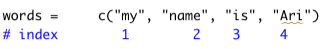 words =     c("my", "name", "is", "Ari")
# index        1        2     3     4